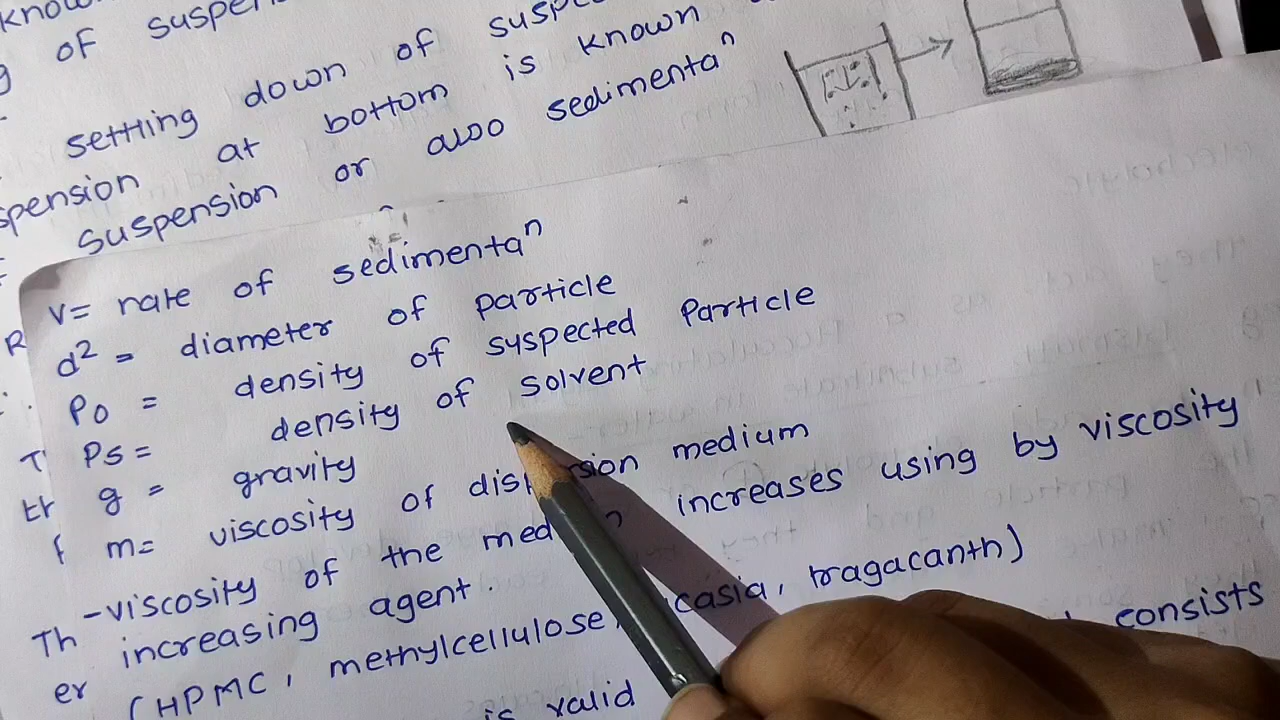 of suspen
settling down of susp
spension at bottom is known
suspension or also sedimentaⁿ
v= rate of sedimentaⁿ
d² = diameter of particle
Po = density of suspected Particle
Ps = density of solvent
g = gravity
m= viscosity of dispersion medium
-viscosity of the medium increases using by viscosity
increasing agent.
(HPMC, methylcellulose, acasia, tragacanth)
consists
is valid